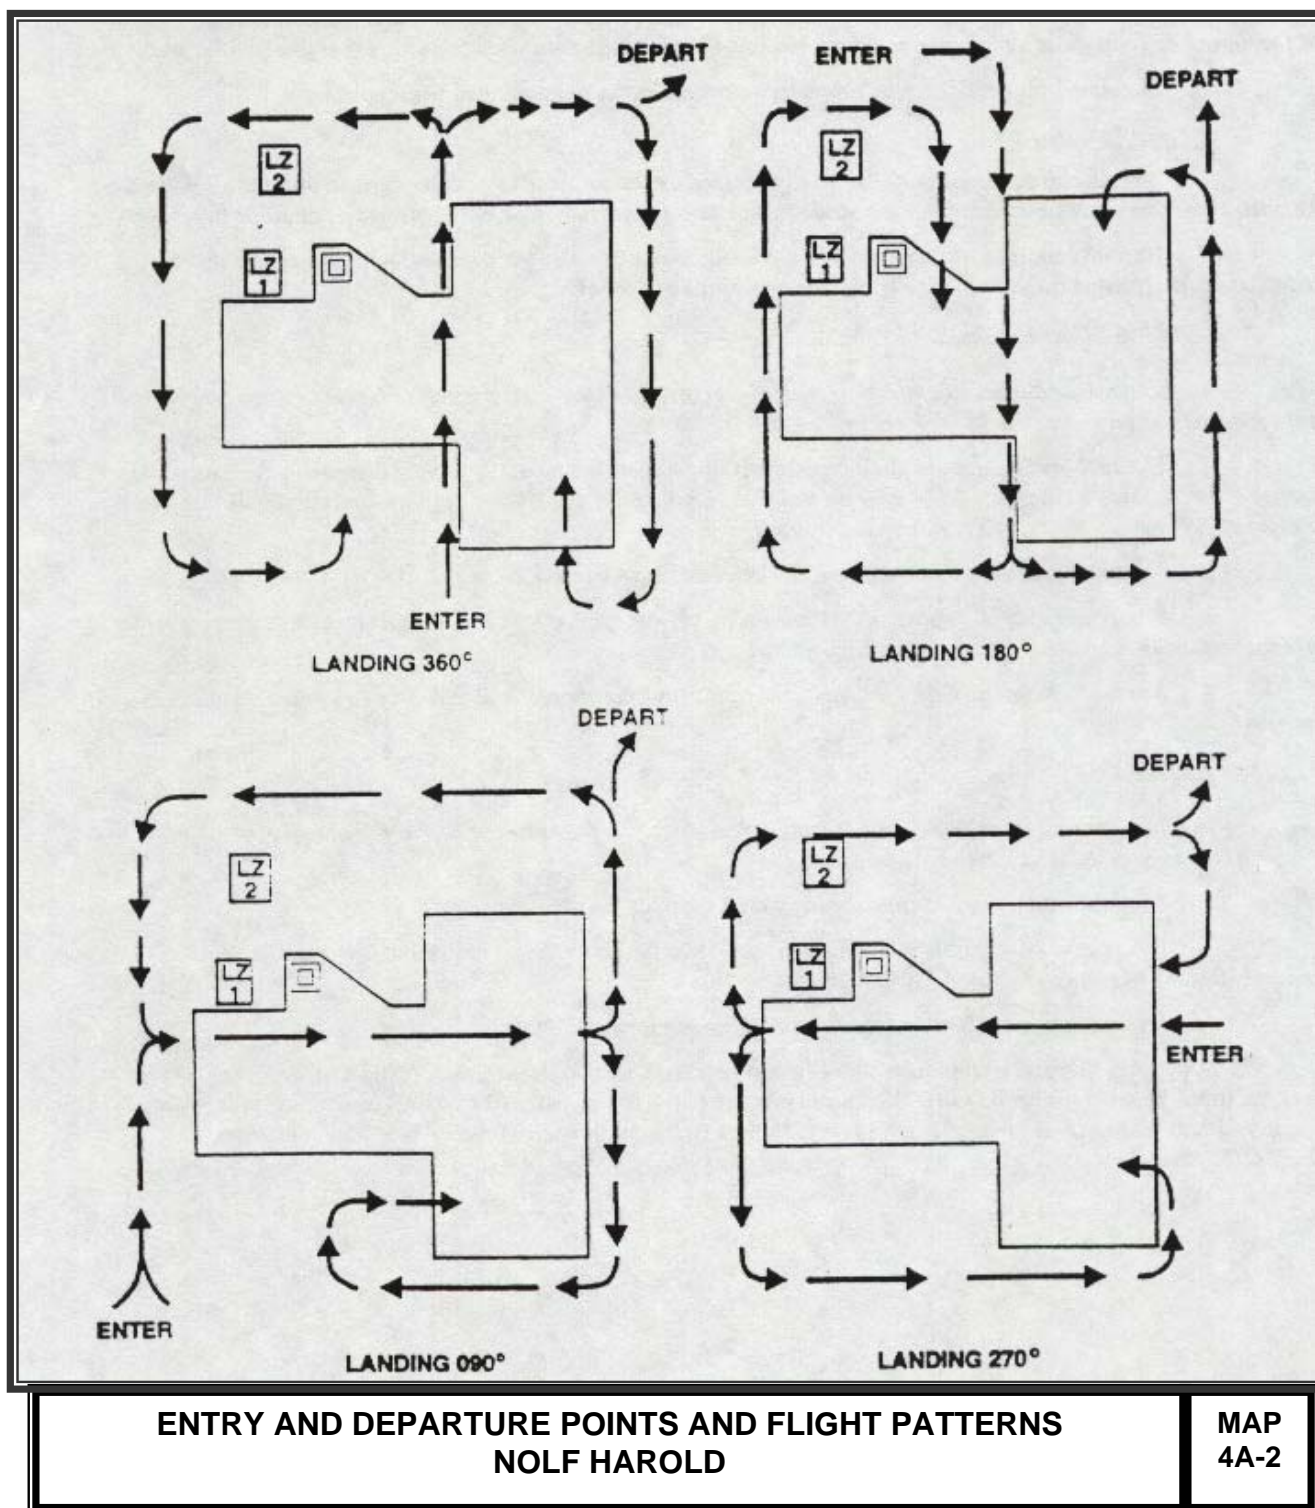 DEPART
LZ
2
LZ
1
ENTER
LANDING 360°
ENTER
DEPART
LZ
2
LZ
1
LANDING 180°
DEPART
LZ
2
LZ
1
ENTER
LANDING 090°
DEPART
LZ
2
LZ
1
ENTER
LANDING 270°
ENTRY AND DEPARTURE POINTS AND FLIGHT PATTERNS
NOLF HAROLD
MAP
4A-2